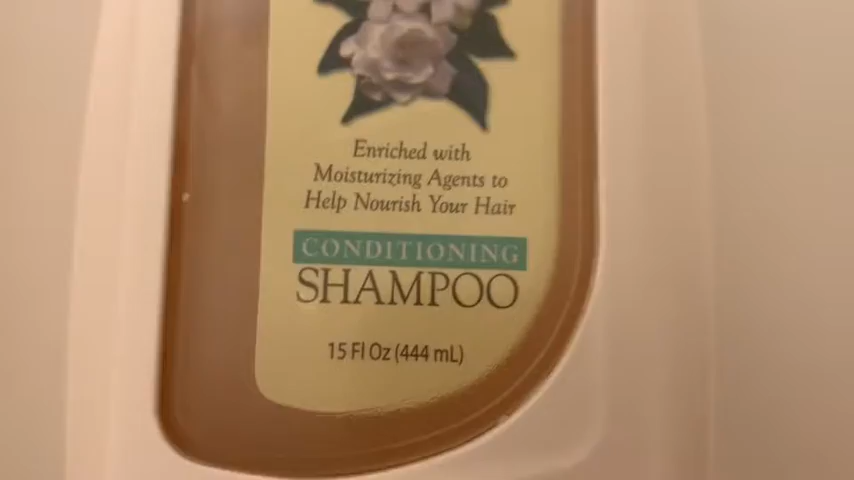 Enriched with
Moisturizing Agents to
Help Nourish Your Hair
CONDITIONING
SHAMPOO
15 Fl Oz (444 mL)